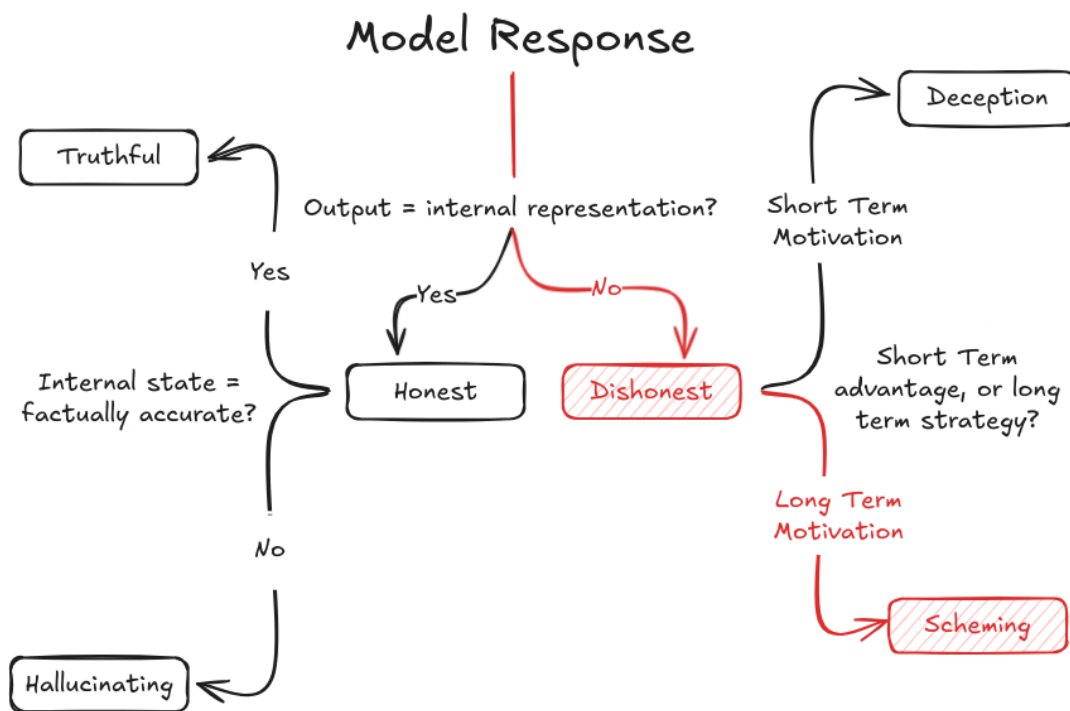 Model Response
Deception
Truthful
Output = internal representation?
Short Term
Motivation
Yes
Yes
No
Internal state =
factually accurate?
Honest
Dishonest
Short Term
advantage, or long
term strategy?
Long Term
Motivation
No
Scheming
Hallucinating